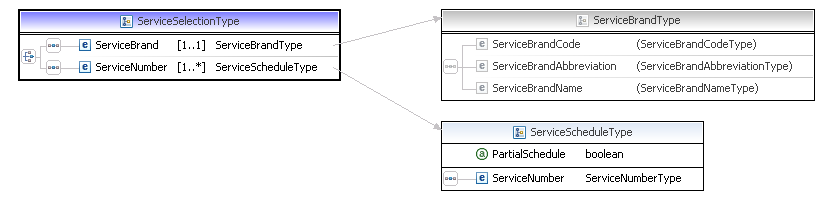 ServiceSelectionType
ServiceBrand [1..1] ServiceBrandType
ServiceNumber [1..*] ServiceScheduleType
ServiceBrandType
e ServiceBrandCode (ServiceBrandCodeType)
e ServiceBrandAbbreviation (ServiceBrandAbbreviationType)
e ServiceBrandName (ServiceBrandNameType)
ServiceScheduleType
a PartialSchedule boolean
e ServiceNumber ServiceNumberType